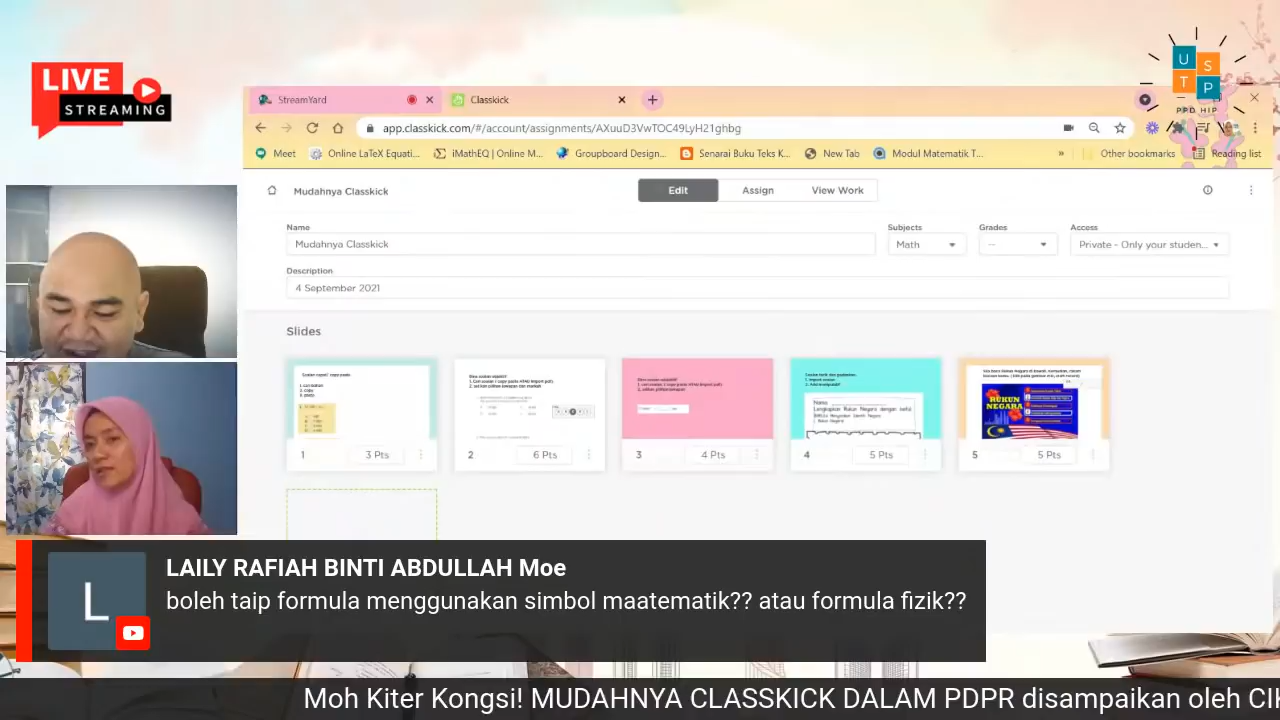 LIVE
STREAMING
U S
T P
PPD HIP
StreamYard
Classkick
app.classkick.com/#/account/assignments/AXuuD3VwTOC49LyH21ghbg
Meet
Online LaTeX Equati...
iMathEQ | Online M...
Groupboard Design...
Senarai Buku Teks K...
New Tab
Modul Matematik T...
»
Other bookmarks
Reading list
Mudahnya Classkick
Edit
Assign
View Work
Name
Subjects
Grades
Access
Mudahnya Classkick
Math
--
Private - Only your studen...
Description
4 September 2021
Slides
RUKUN
NEGARA
1
3 Pts
2
6 Pts
3
4 Pts
4
5 Pts
5
5 Pts
L
LAILY RAFIAH BINTI ABDULLAH Moe
boleh taip formula menggunakan simbol maatematik?? atau formula fizik??
Moh Kiter Kongsi! MUDAHNYA CLASSKICK DALAM PDPR disampaikan oleh